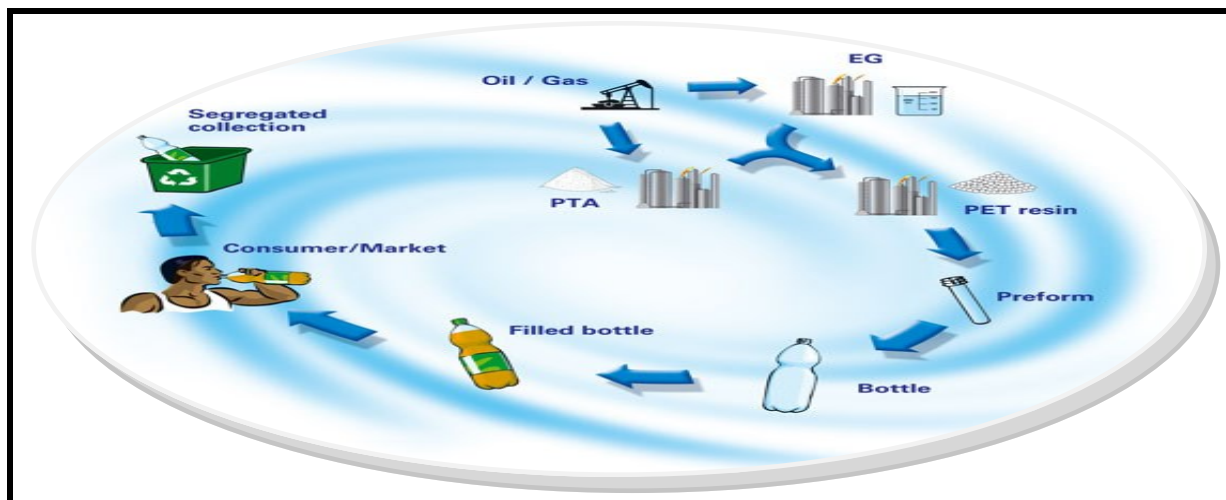 Oil / Gas
EG
Segregated
collection
PTA
PET resin
Consumer/Market
Preform
Filled bottle
Bottle